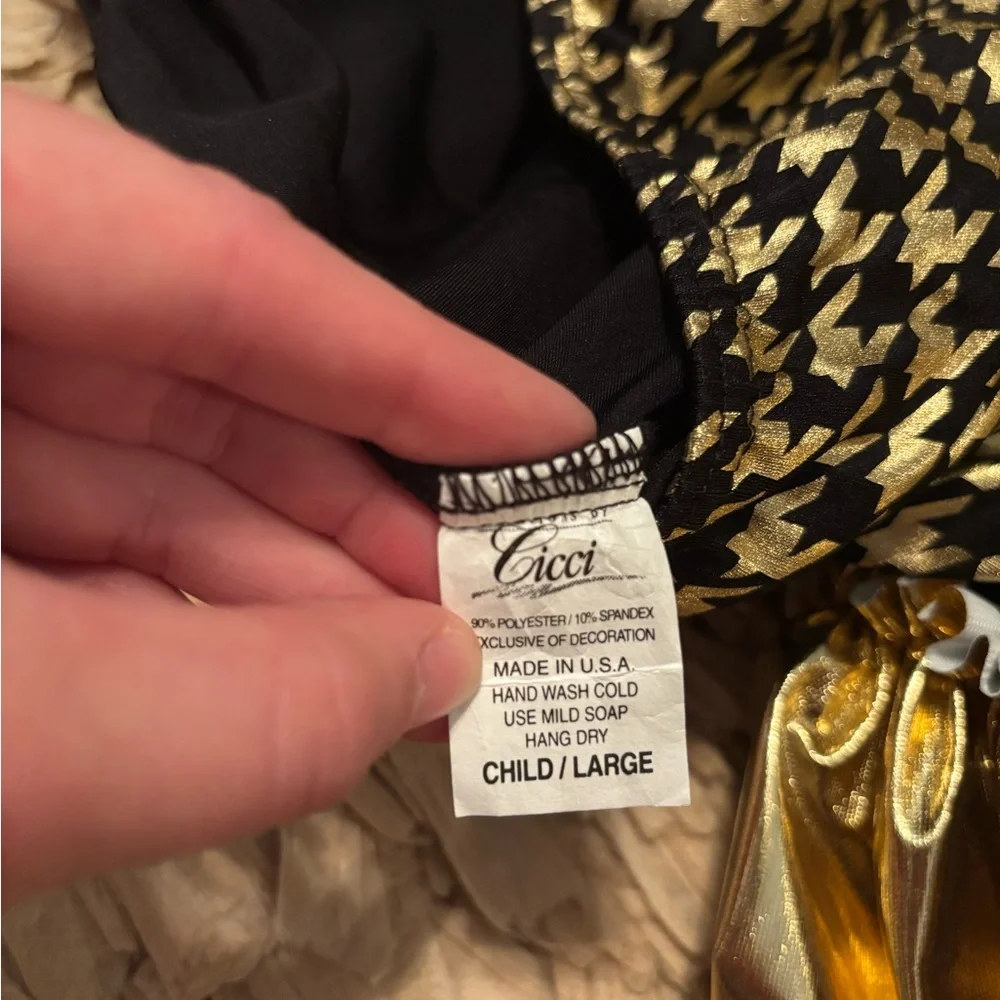 Cicci
90% POLYESTER / 10% SPANDEX
XCLUSIVE OF DECORATION
MADE IN U.S.A.
HAND WASH COLD
USE MILD SOAP
HANG DRY
CHILD / LARGE